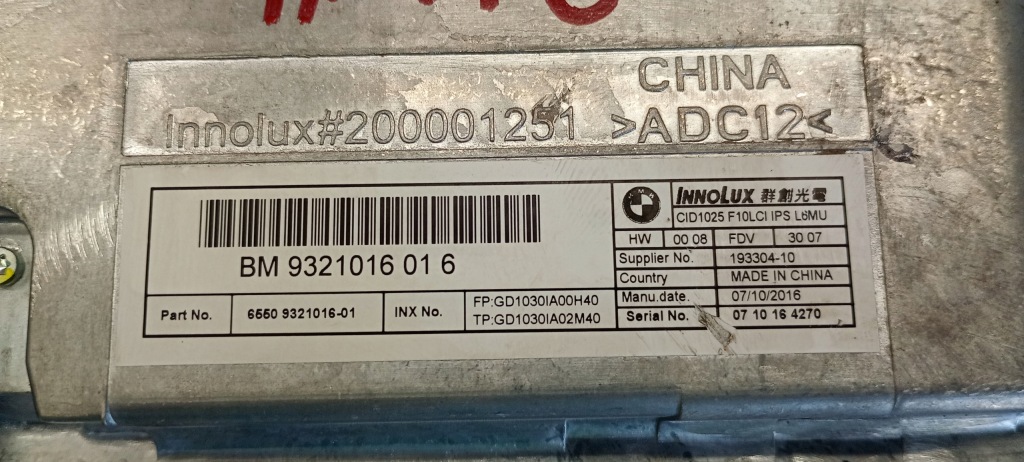 CHINA
Innolux#200001251 >ADC12<
BMW
INNOLUX 群創光電
CID1025 F10LCI IPS L6MU
HW 00 08 FDV 30 07
BM 9321016 01 6
Supplier No. 193304-10
Country MADE IN CHINA
Part No. 6550 9321016-01 INX No. FP:GD1030IA00H40
TP:GD1030IA02M40
Manu.date. 07/10/2016
Serial No. 07 10 16 4270